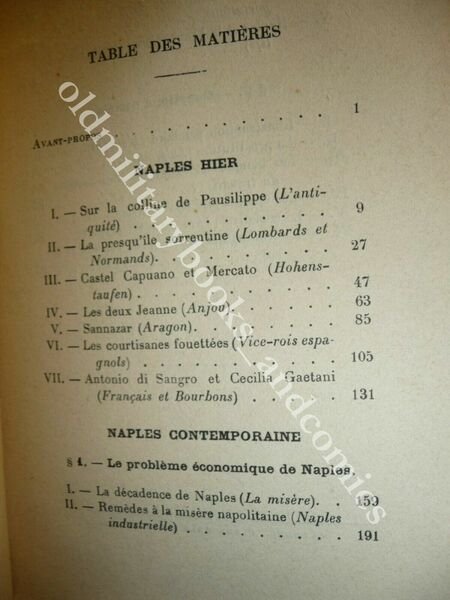 TABLE DES MATIÈRES
AVANT-PROPOS . . . . . . . . . . 1
NAPLES HIER
I. — Sur la colline de Pausilippe (L'anti-
quité) . . . . . . . . . . 9
II. — La presqu'île sorrentine (Lombards et
Normands). . . . . . . . . . 27
III. — Castel Capuano et Mercato (Hohens-
taufen) . . . . . . . . . . 47
IV. — Les deux Jeanne (Anjou). . . . . 63
V. — Sannazar (Aragon) . . . . . . 85
VI. — Les courtisanes fouettées (Vice-rois espa-
gnols) . . . . . . . . . . 105
VII. — Antonio di Sangro et Cecilia Gaetani
(Français et Bourbons) . . . . . 131
NAPLES CONTEMPORAINE
§ 1. — Le problème économique de Naples.
I. — La décadence de Naples (La misère). . 159
II. — Remèdes à la misère napolitaine (Naples
industrielle) . . . . . . . . 191
oldmilitarybooks_andcomics